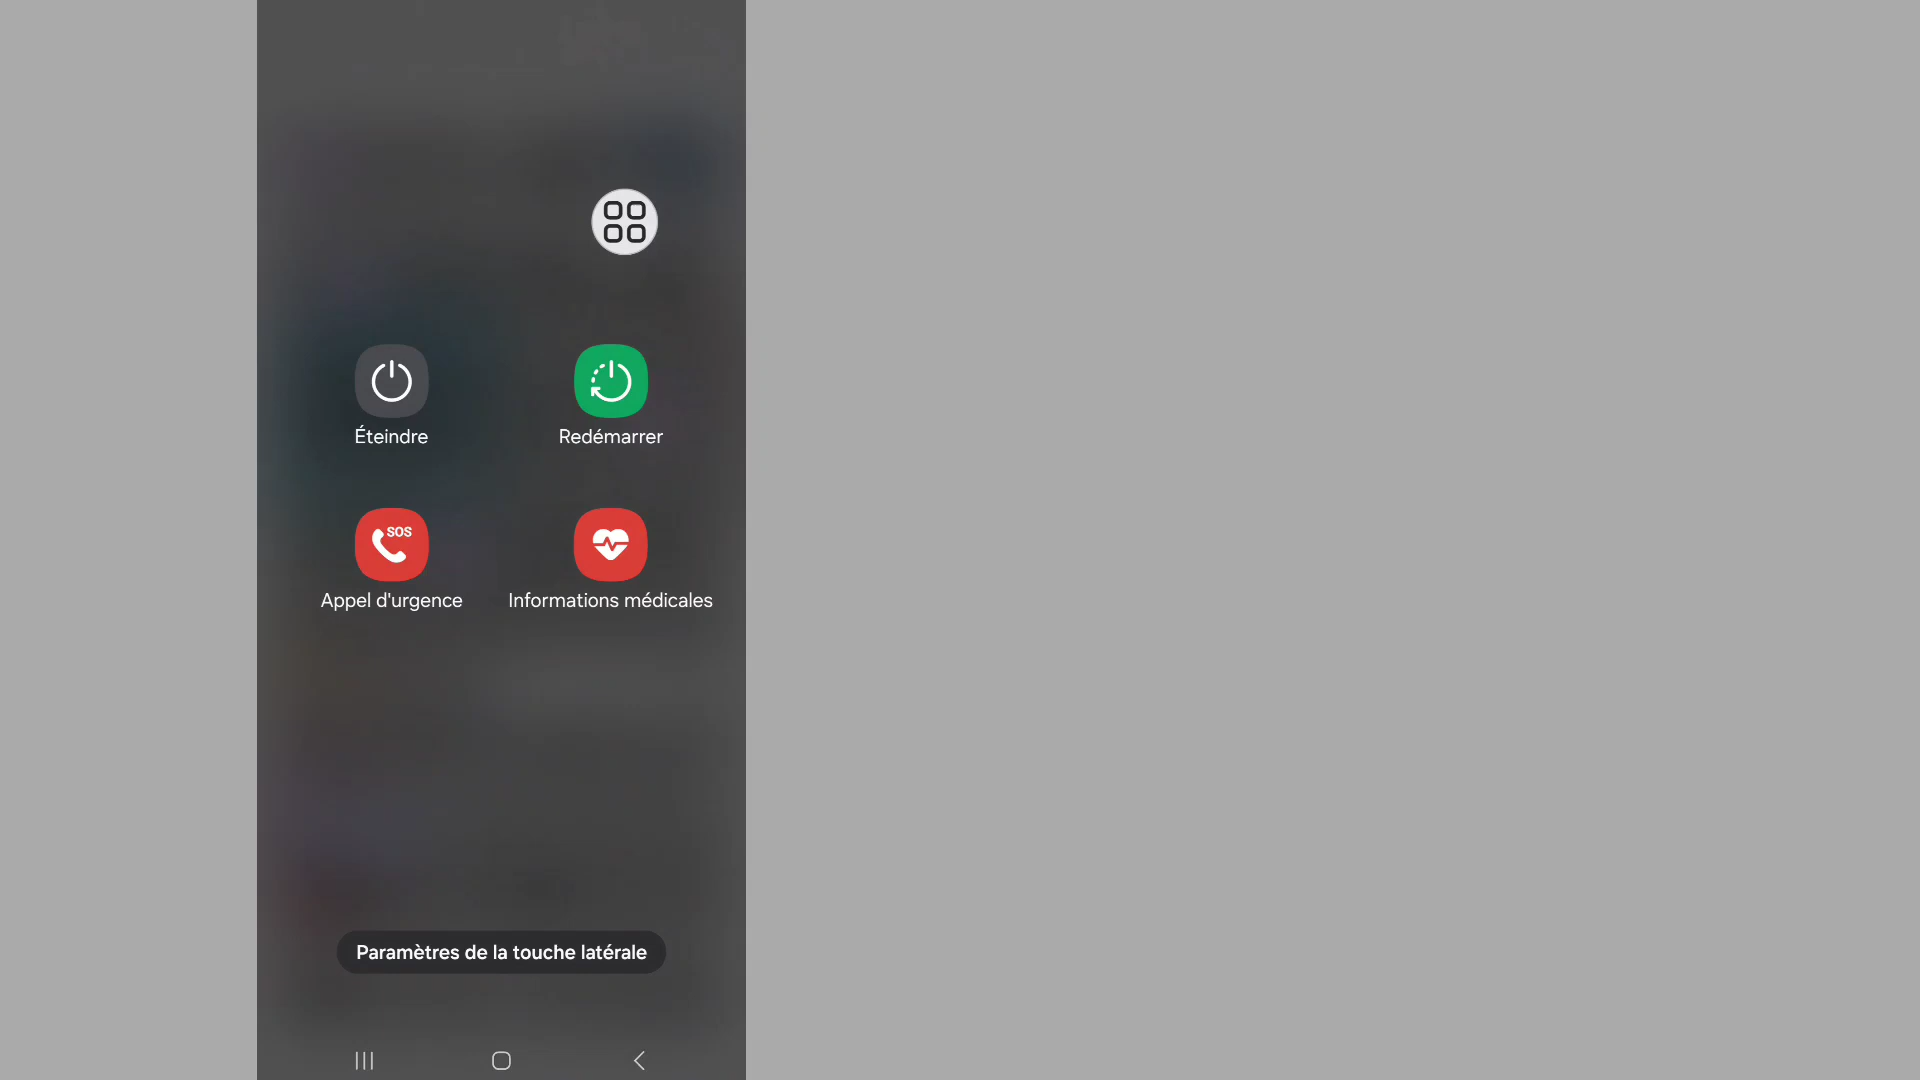 Éteindre
Redémarrer
SOS
Appel d'urgence
Informations médicales
Paramètres de la touche latérale